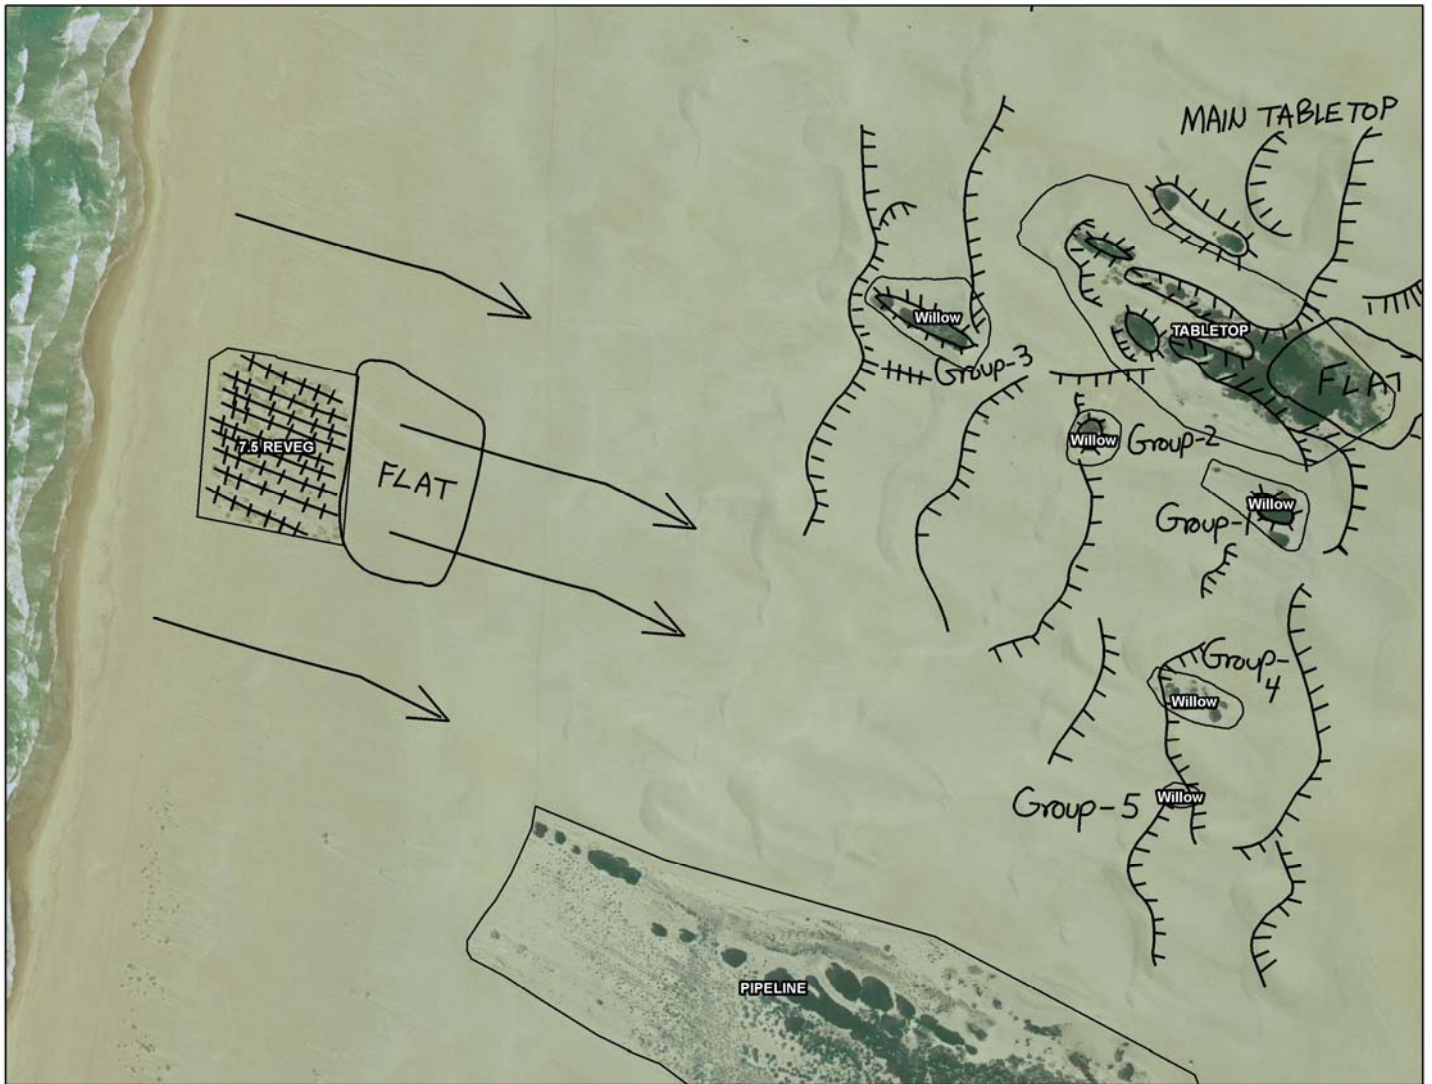 MAIN TABLETOP
Willow
TABLETOP
Group-3
FLAT
Willow
Group-2
7.5 REVEG
FLAT
Willow
Group-1
Group-
4
Willow
Group-5
Willow
PIPELINE